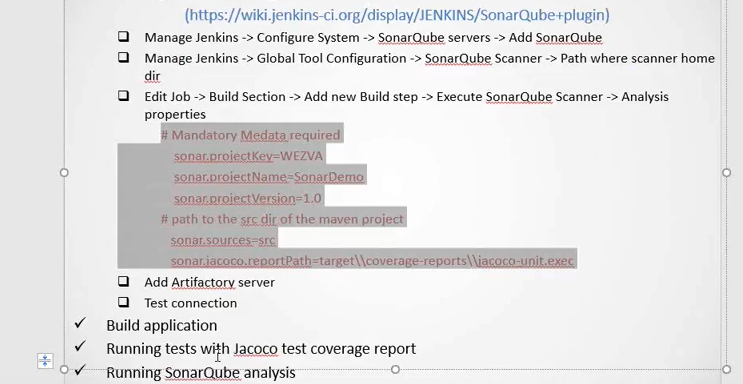 (https://wiki.jenkins-ci.org/display/JENKINS/SonarQube+plugin)
Manage Jenkins -> Configure System -> SonarQube servers -> Add SonarQube
Manage Jenkins -> Global Tool Configuration -> SonarQube Scanner -> Path where scanner home
dir
Edit Job -> Build Section -> Add new Build step -> Execute SonarQube Scanner -> Analysis
properties
# Mandatory Medata required
sonar.projectKey=WEZVA
sonar.projectName=SonarDemo
sonar.projectVersion=1.0
# path to the src dir of the maven project
sonar.sources=src
sonar.jacoco.reportPath=target\\coverage-reports\\jacoco-unit.exec
Add Artifactory server
Test connection
Build application
Running tests with Jacoco test coverage report
Running SonarQube analysis